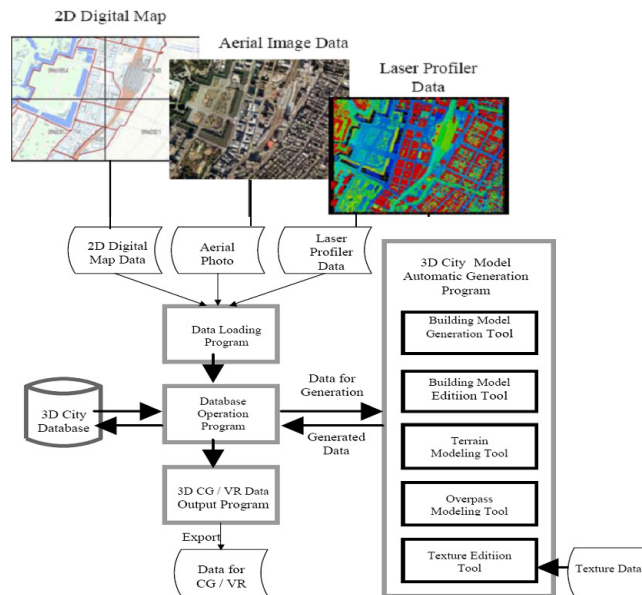 2D Digital Map
Aerial Image Data
Laser Profiler
Data
2D Digital
Map Data
Aerial
Photo
Laser
Profiler
Data
3D City Model
Automatic Generation
Program
Building Model
Generation Tool
Building Model
Editiion Tool
Terrain
Modeling Tool
Overpass
Modeling Tool
Texture Editiion
Tool
Texture Data
Data Loading
Program
Data for
Generation
3D City
Database
Database
Operation
Program
Generated
Data
3D CG / VR Data
Output Program
Export
Data for
CG / VR